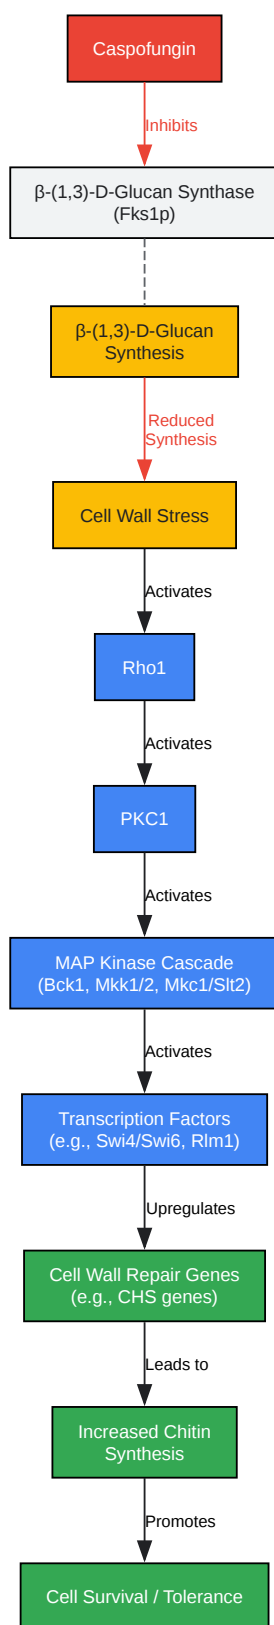 Caspofungin
Inhibits
β-(1,3)-D-Glucan Synthase
(Fks1p)
β-(1,3)-D-Glucan
Synthesis
Reduced
Synthesis
Cell Wall Stress
Activates
Rho1
Activates
PKC1
Activates
MAP Kinase Cascade
(Bck1, Mkk1/2, Mkc1/Slt2)
Activates
Transcription Factors
(e.g., Swi4/Swi6, Rlm1)
Upregulates
Cell Wall Repair Genes
(e.g., CHS genes)
Leads to
Increased Chitin
Synthesis
Promotes
Cell Survival / Tolerance